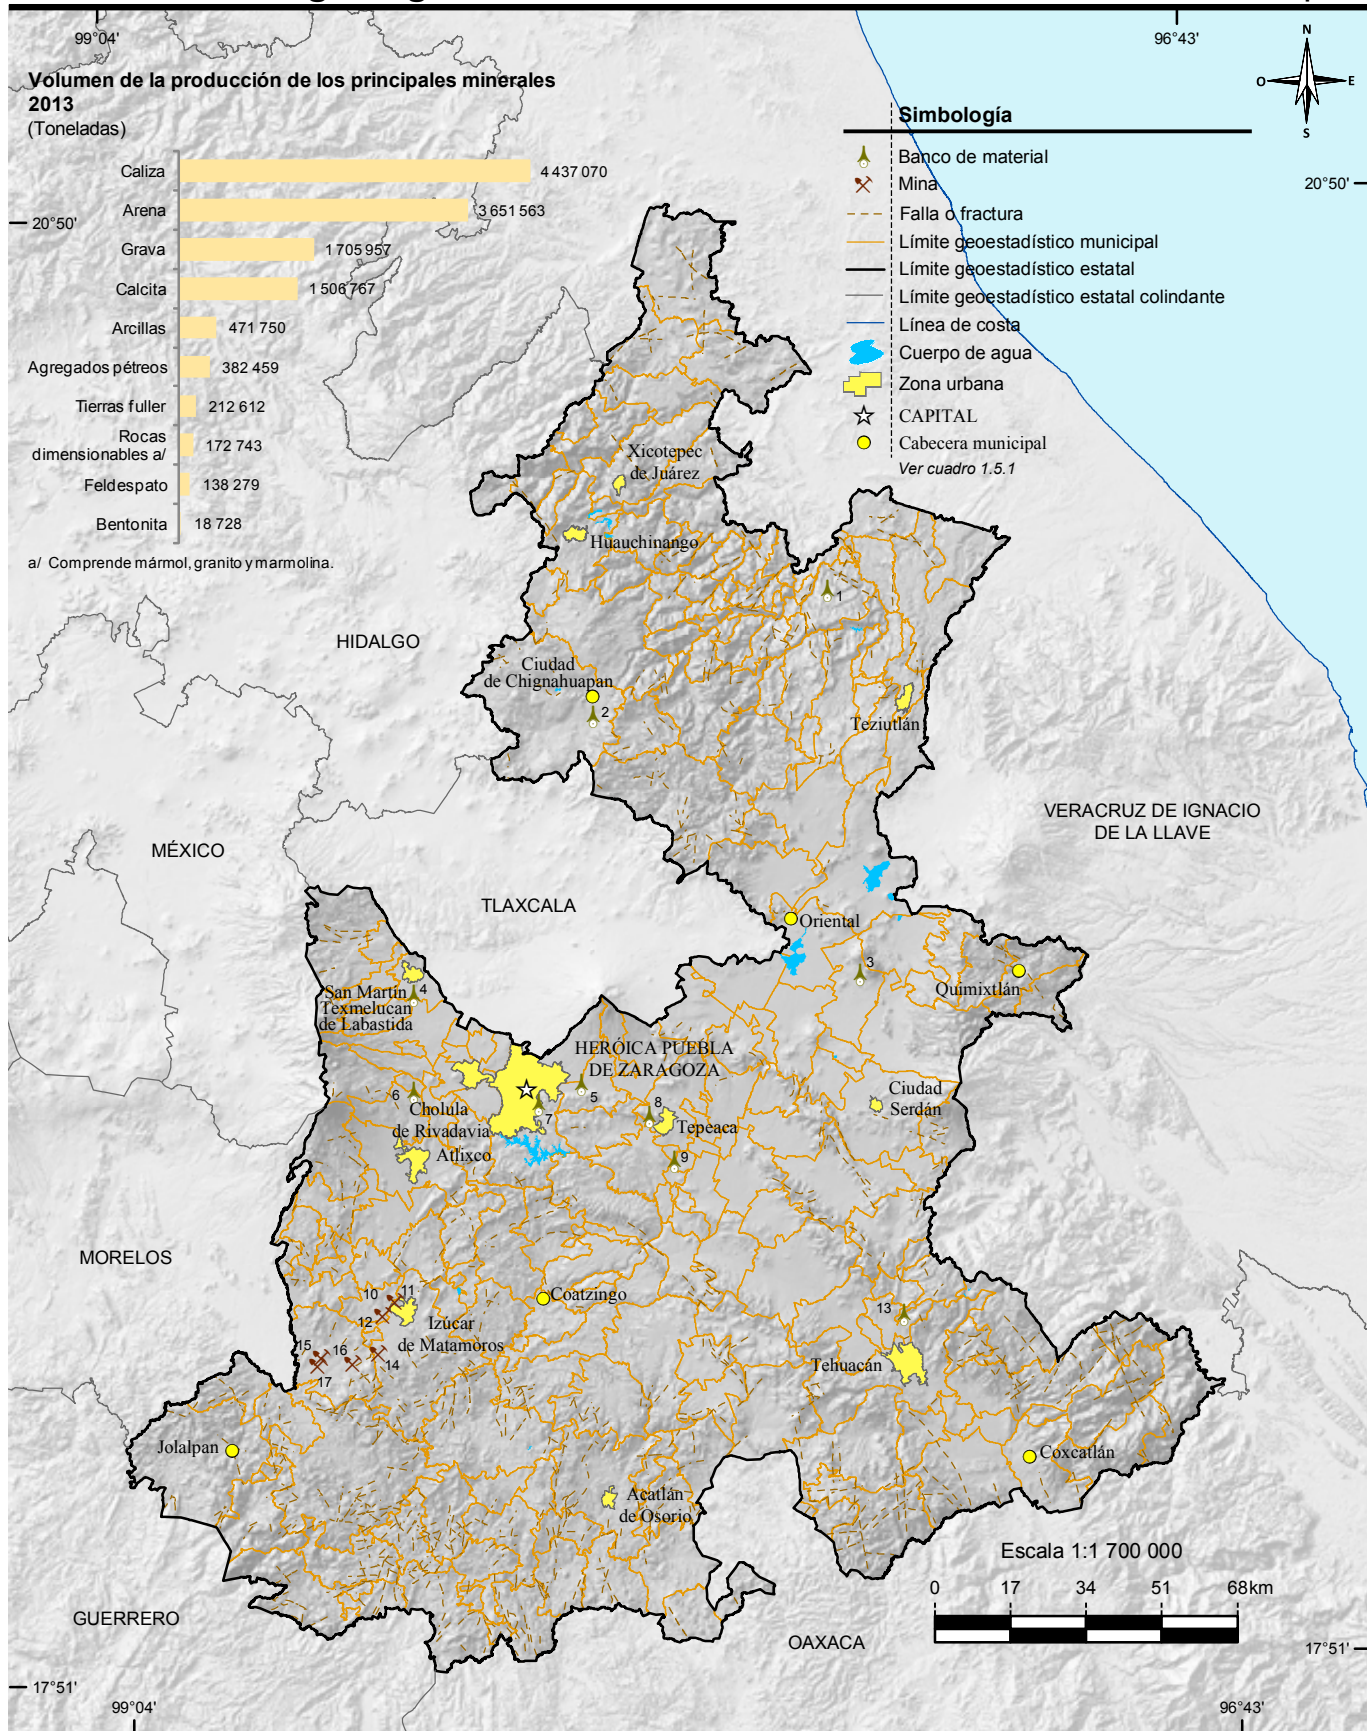 99°04'
96°43'
Volumen de la producción de los principales minerales
2013
(Toneladas)
Caliza 4 437 070
Arena 3 651 563
Grava 1 705 957
Calcita 1 506 767
Arcillas 471 750
Agregados pétreos 382 459
Tierras fuller 212 612
Rocas
dimensionables a/ 172 743
Feldespato 138 279
Bentonita 18 728
a/ Comprende mármol, granito y marmolina.
N
O E
S
Simbología
Banco de material
Mina
Falla o fractura
Límite geoestadístico municipal
Límite geoestadístico estatal
Límite geoestadístico estatal colindante
Línea de costa
Cuerpo de agua
Zona urbana
CAPITAL
Cabecera municipal
Ver cuadro 1.5.1
20°50'
20°50'
Xicotepec
de Juárez
Huauchinango
1
HIDALGO
Ciudad
de Chignahuapan
2
Teziutlán
VERACRUZ DE IGNACIO
DE LA LLAVE
MÉXICO
TLAXCALA
Oriental
3
Quimixtlán
San Martín
Texmelucan
de Labastida
4
HERÓICA PUEBLA
DE ZARAGOZA
5
6
Cholula
de Rivadavia
7
8
Tepeaca
Ciudad
Serdán
Atlixco
9
MORELOS
10
11
12
Izúcar
de Matamoros
Coatzingo
13
Tehuacán
15
16
14
17
Jolalpan
Coxcatlán
Acatlán
de Osorio
Escala 1:1 700 000
0 17 34 51 68km
GUERRERO
OAXACA
17°51'
17°51'
99°04'
96°43'